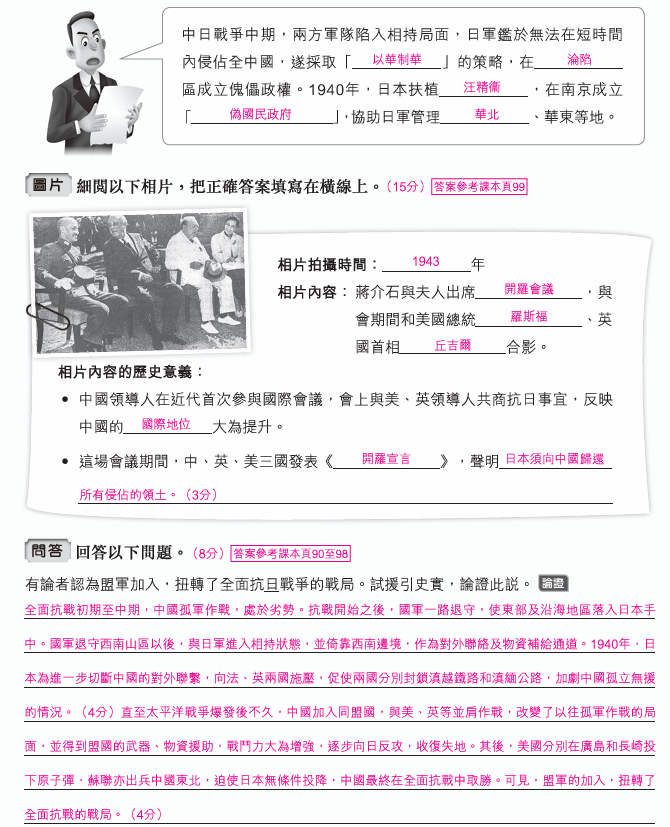 中日戰爭中期，兩方軍隊陷入相持局面，日軍鑑於無法在短時間
內侵佔全中國，遂採取「以華制華」的策略，在淪陷
區成立傀儡政權。1940年，日本扶植汪精衞，在南京成立
「偽國民政府」，協助日軍管理華北、華東等地。
圖片 細閱以下相片，把正確答案填寫在橫線上。（15分）答案參考課本頁99
相片拍攝時間：1943年
相片內容：蔣介石與夫人出席開羅會議，與
會期間和美國總統羅斯福、英
國首相丘吉爾合影。
相片內容的歷史意義：
• 中國領導人在近代首次參與國際會議，會上與美、英領導人共商抗日事宜，反映
中國的國際地位大為提升。
• 這場會議期間，中、英、美三國發表《開羅宣言》，聲明日本須向中國歸還
所有侵佔的領土。（3分）
問答 回答以下問題。（8分）答案參考課本頁90至98
有論者認為盟軍加入，扭轉了全面抗日戰爭的戰局。試援引史實，論證此説。 論證
全面抗戰初期至中期，中國孤軍作戰，處於劣勢。抗戰開始之後，國軍一路退守，使東部及沿海地區落入日本手
中。國軍退守西南山區以後，與日軍進入相持狀態，並倚靠西南邊境，作為對外聯絡及物資補給通道。1940年，日
本為進一步切斷中國的對外聯繫，向法、英兩國施壓，促使兩國分別封鎖滇越鐵路和滇緬公路，加劇中國孤立無援
的情況。（4分）直至太平洋戰爭爆發後不久，中國加入同盟國，與美、英等並肩作戰，改變了以往孤軍作戰的局
面，並得到盟國的武器、物資援助，戰鬥力大為增強，逐步向日反攻，收復失地。其後，美國分別在廣島和長崎投
下原子彈，蘇聯亦出兵中國東北，迫使日本無條件投降，中國最終在全面抗戰中取勝。可見，盟軍的加入，扭轉了
全面抗戰的戰局。（4分）